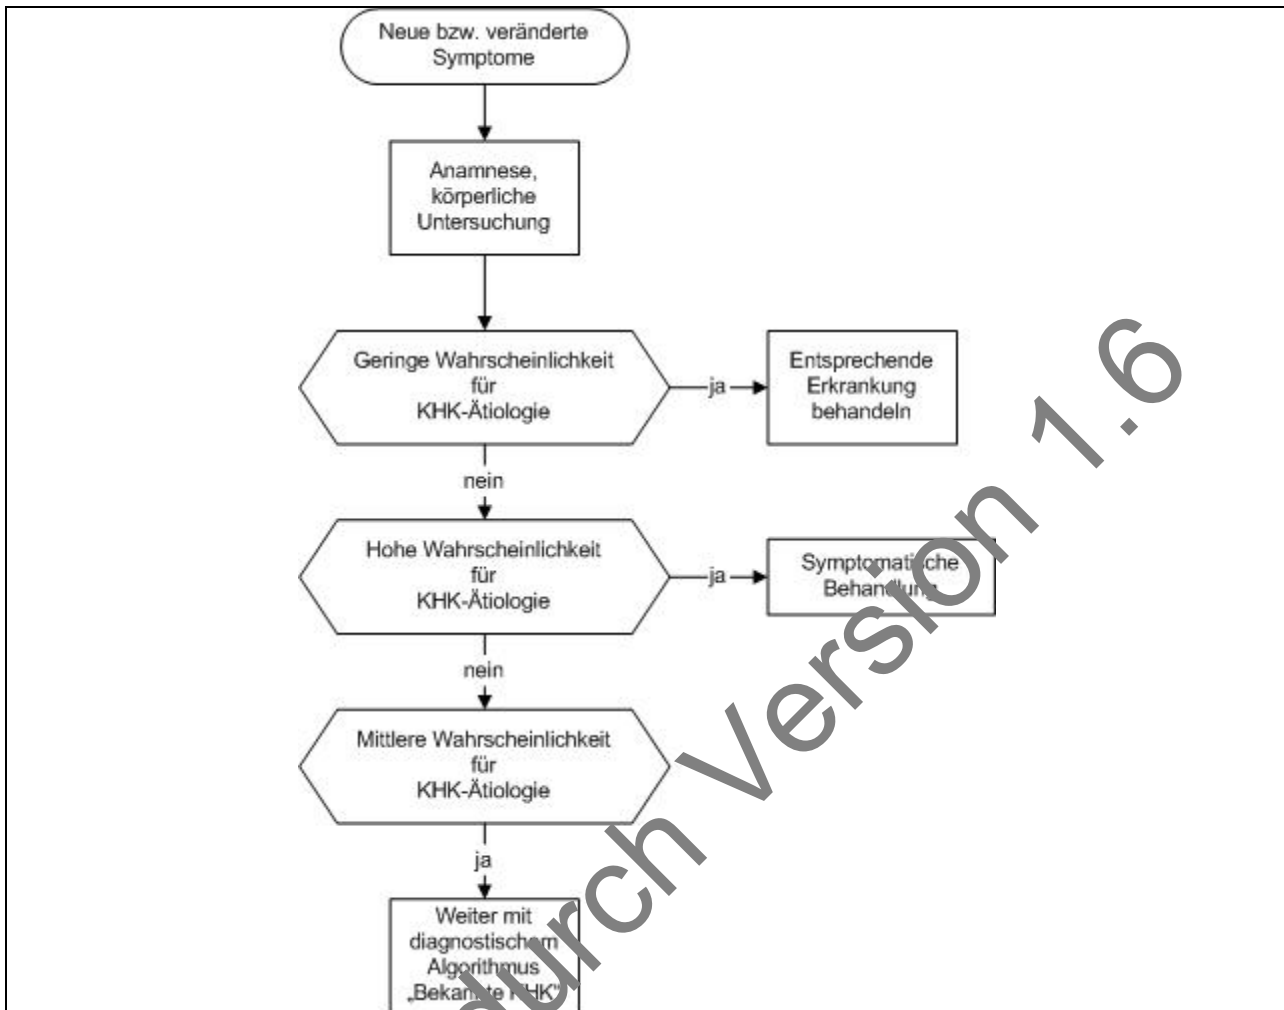 Neue bzw. veränderte
Symptome
Anamnese,
körperliche
Untersuchung
Geringe Wahrscheinlichkeit
für
KHK-Ätiologie
ja
Entsprechende
Erkrankung
behandeln
nein
Hohe Wahrscheinlichkeit
für
KHK-Ätiologie
ja
Symptomatische
Behandlung
nein
Mittlere Wahrscheinlichkeit
für
KHK-Ätiologie
ja
Weiter mit
diagnostischem
Algorithmus
„Bekannte KHK"
durch Version 1.6